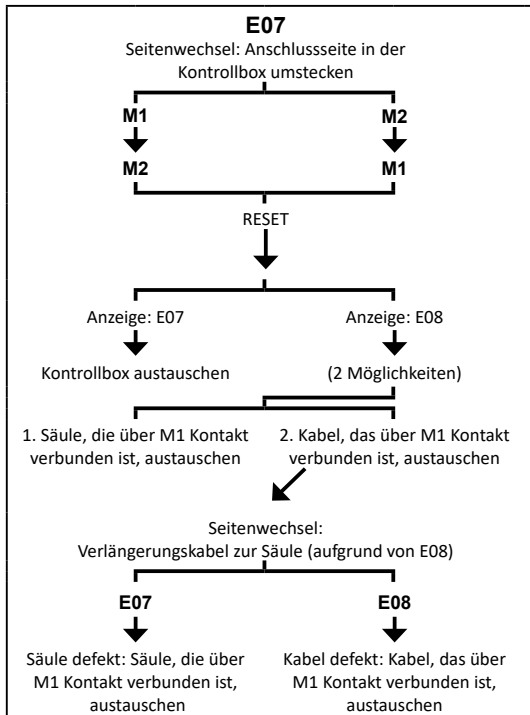 E07
Seitenwechsel: Anschlussseite in der
Kontrollbox umstecken
M1 M2
M2 M1
RESET
Anzeige: E07 Anzeige: E08
Kontrollbox austauschen (2 Möglichkeiten)
1. Säule, die über M1 Kontakt
verbunden ist, austauschen
2. Kabel, das über M1 Kontakt
verbunden ist, austauschen
Seitenwechsel:
Verlängerungskabel zur Säule (aufgrund von E08)
E07 E08
Säule defekt: Säule, die über
M1 Kontakt verbunden ist,
austauschen
Kabel defekt: Kabel, das über
M1 Kontakt verbunden ist,
austauschen